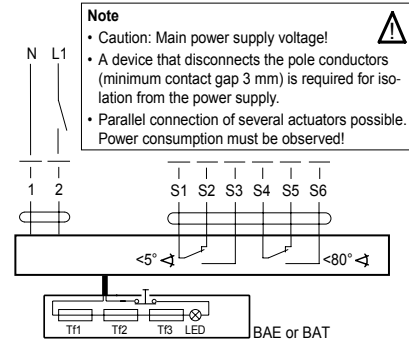 Note
• Caution: Main power supply voltage!
• A device that disconnects the pole conductors
(minimum contact gap 3 mm) is required for iso-
lation from the power supply.
• Parallel connection of several actuators possible.
Power consumption must be observed!
N L1
1 2 S1 S2 S3 S4 S5 S6
<5° <80°
Tf1 Tf2 Tf3 LED
BAE or BAT